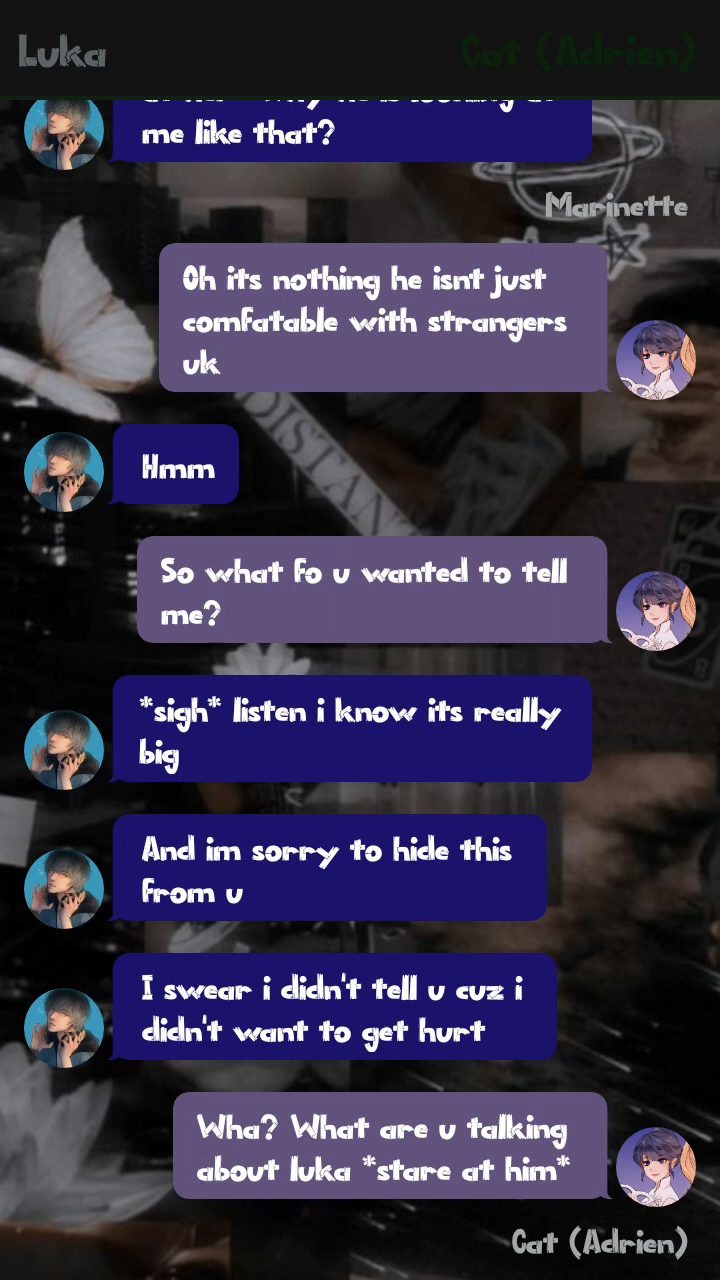 Luka
Cat (Adrien)
me like that?
Marinette
Oh its nothing he isnt just
comfatable with strangers
uk
DISTANT
Hmm
So what fo u wanted to tell
me?
*sigh* listen i know its really
big
And im sorry to hide this
from u
I swear i didn't tell u cuz i
didn't want to get hurt
Wha? What are u talking
about luka *stare at him*
Cat (Adrien)